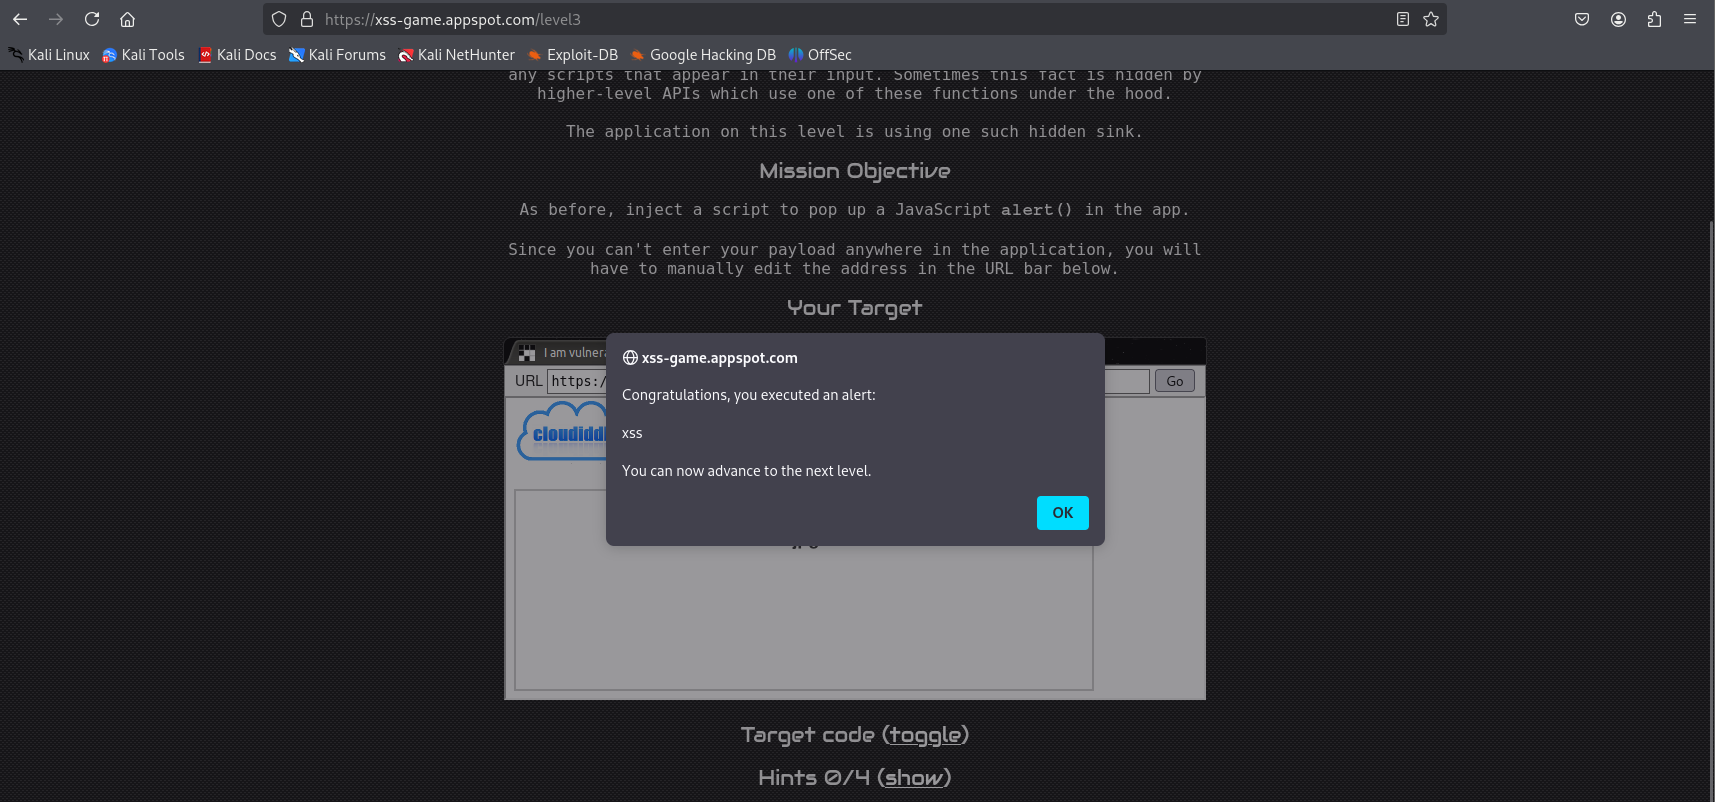 https://xss-game.appspot.com/level3
Kali Linux Kali Tools Kali Docs Kali Forums Kali NetHunter Exploit-DB Google Hacking DB OffSec
any scripts that appear in their input. Sometimes this fact is hidden by
higher-level APIs which use one of these functions under the hood.
The application on this level is using one such hidden sink.
Mission Objective
As before, inject a script to pop up a JavaScript alert() in the app.
Since you can't enter your payload anywhere in the application, you will
have to manually edit the address in the URL bar below.
Your Target
I am vulnera
URL https:/ Go
xss-game.appspot.com
Congratulations, you executed an alert:
xss
You can now advance to the next level.
OK
cloudidd
Target code (toggle)
Hints 0/4 (show)